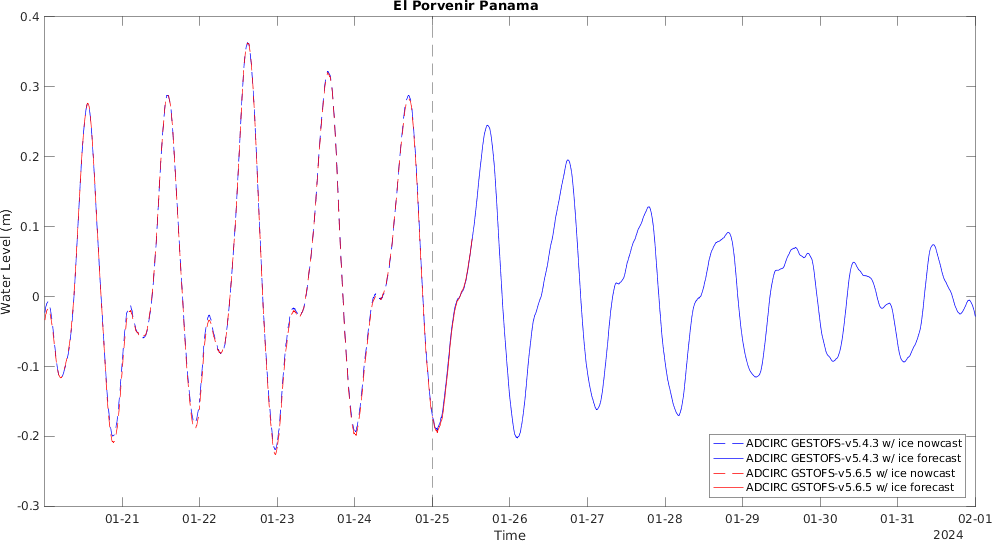 El Porvenir Panama
0.4
0.3
0.2
0.1
0
-0.1
-0.2
-0.3
Water Level (m)
ADCIRC GESTOFS-v5.4.3 w/ ice nowcast
ADCIRC GESTOFS-v5.4.3 w/ ice forecast
ADCIRC GSTOFS-v5.6.5 w/ ice nowcast
ADCIRC GSTOFS-v5.6.5 w/ ice forecast
01-21 01-22 01-23 01-24 01-25 01-26 01-27 01-28 01-29 01-30 01-31 02-01
Time
2024